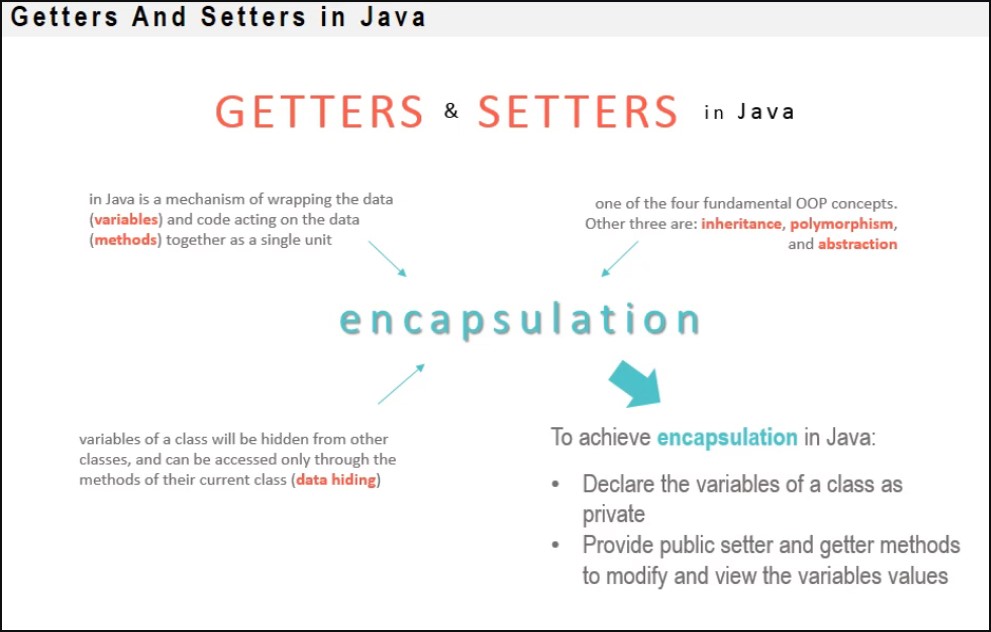 Getters And Setters in Java
GETTERS & SETTERS in Java
in Java is a mechanism of wrapping the data
(variables) and code acting on the data
(methods) together as a single unit
one of the four fundamental OOP concepts.
Other three are: inheritance, polymorphism,
and abstraction
encapsulation
variables of a class will be hidden from other
classes, and can be accessed only through the
methods of their current class (data hiding)
To achieve encapsulation in Java:
• Declare the variables of a class as
private
• Provide public setter and getter methods
to modify and view the variables values